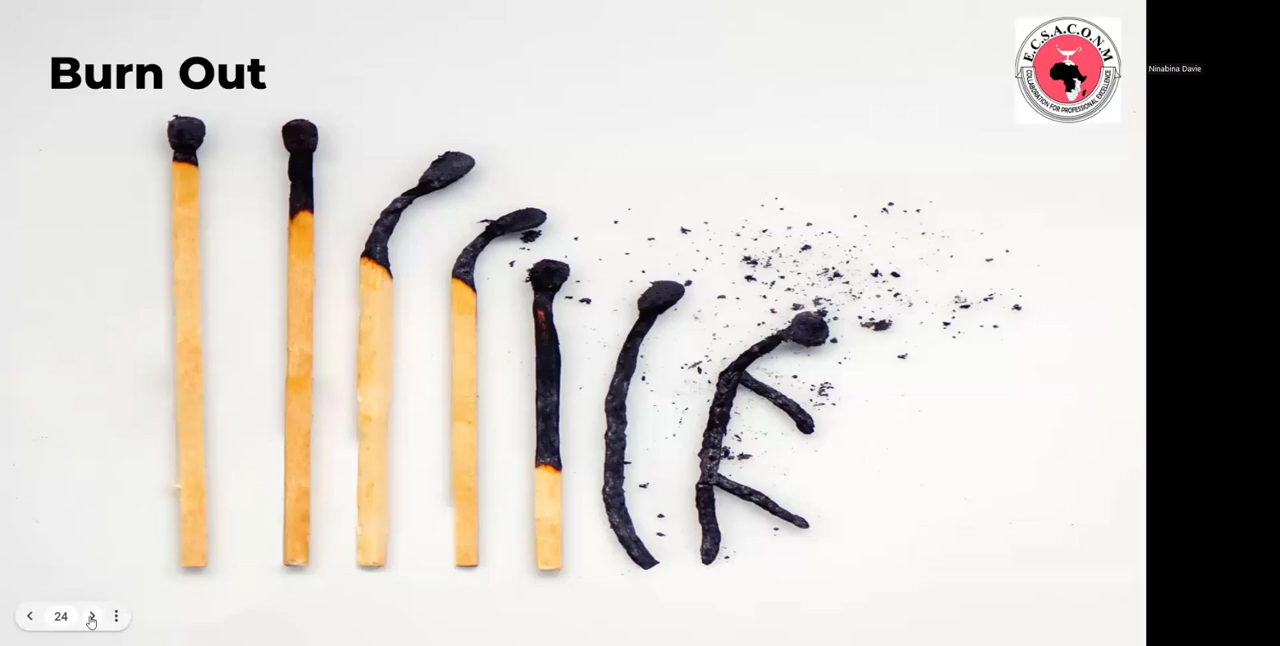 Burn Out
E.C.S.A.C.O.N.M
COLLABORATION FOR PROFESSIONAL EXCELLENCE
Ninabina Davie
24